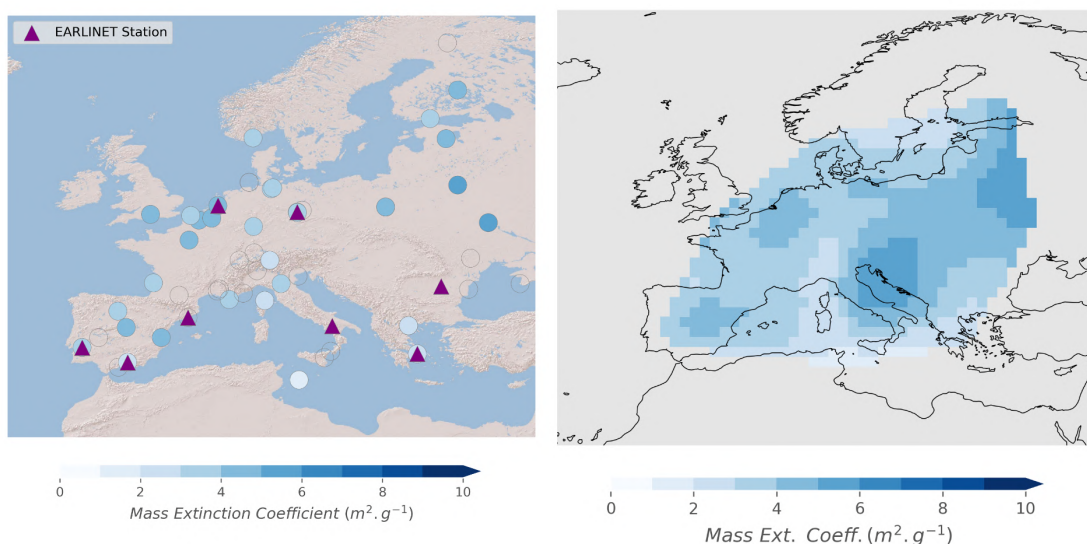 EARLINET Station
0 2 4 6 8 10
Mass Extinction Coefficient (m².g⁻¹)
0 2 4 6 8 10
Mass Ext. Coeff. (m².g⁻¹)